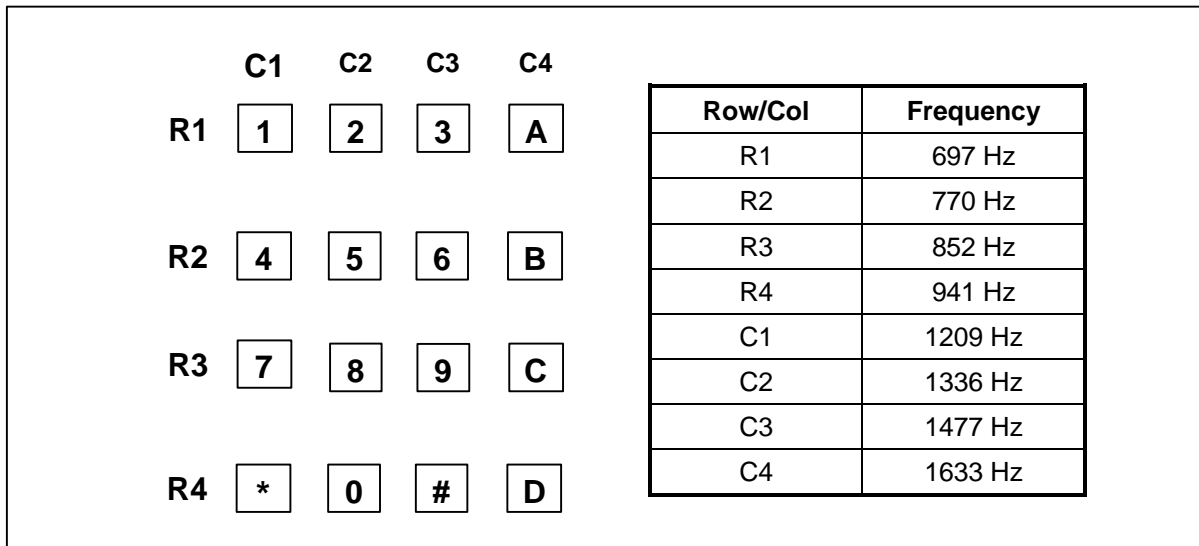 C1 C2 C3 C4
R1 1 2 3 A
R2 4 5 6 B
R3 7 8 9 C
R4 * 0 # D
Row/Col Frequency
R1 697 Hz
R2 770 Hz
R3 852 Hz
R4 941 Hz
C1 1209 Hz
C2 1336 Hz
C3 1477 Hz
C4 1633 Hz